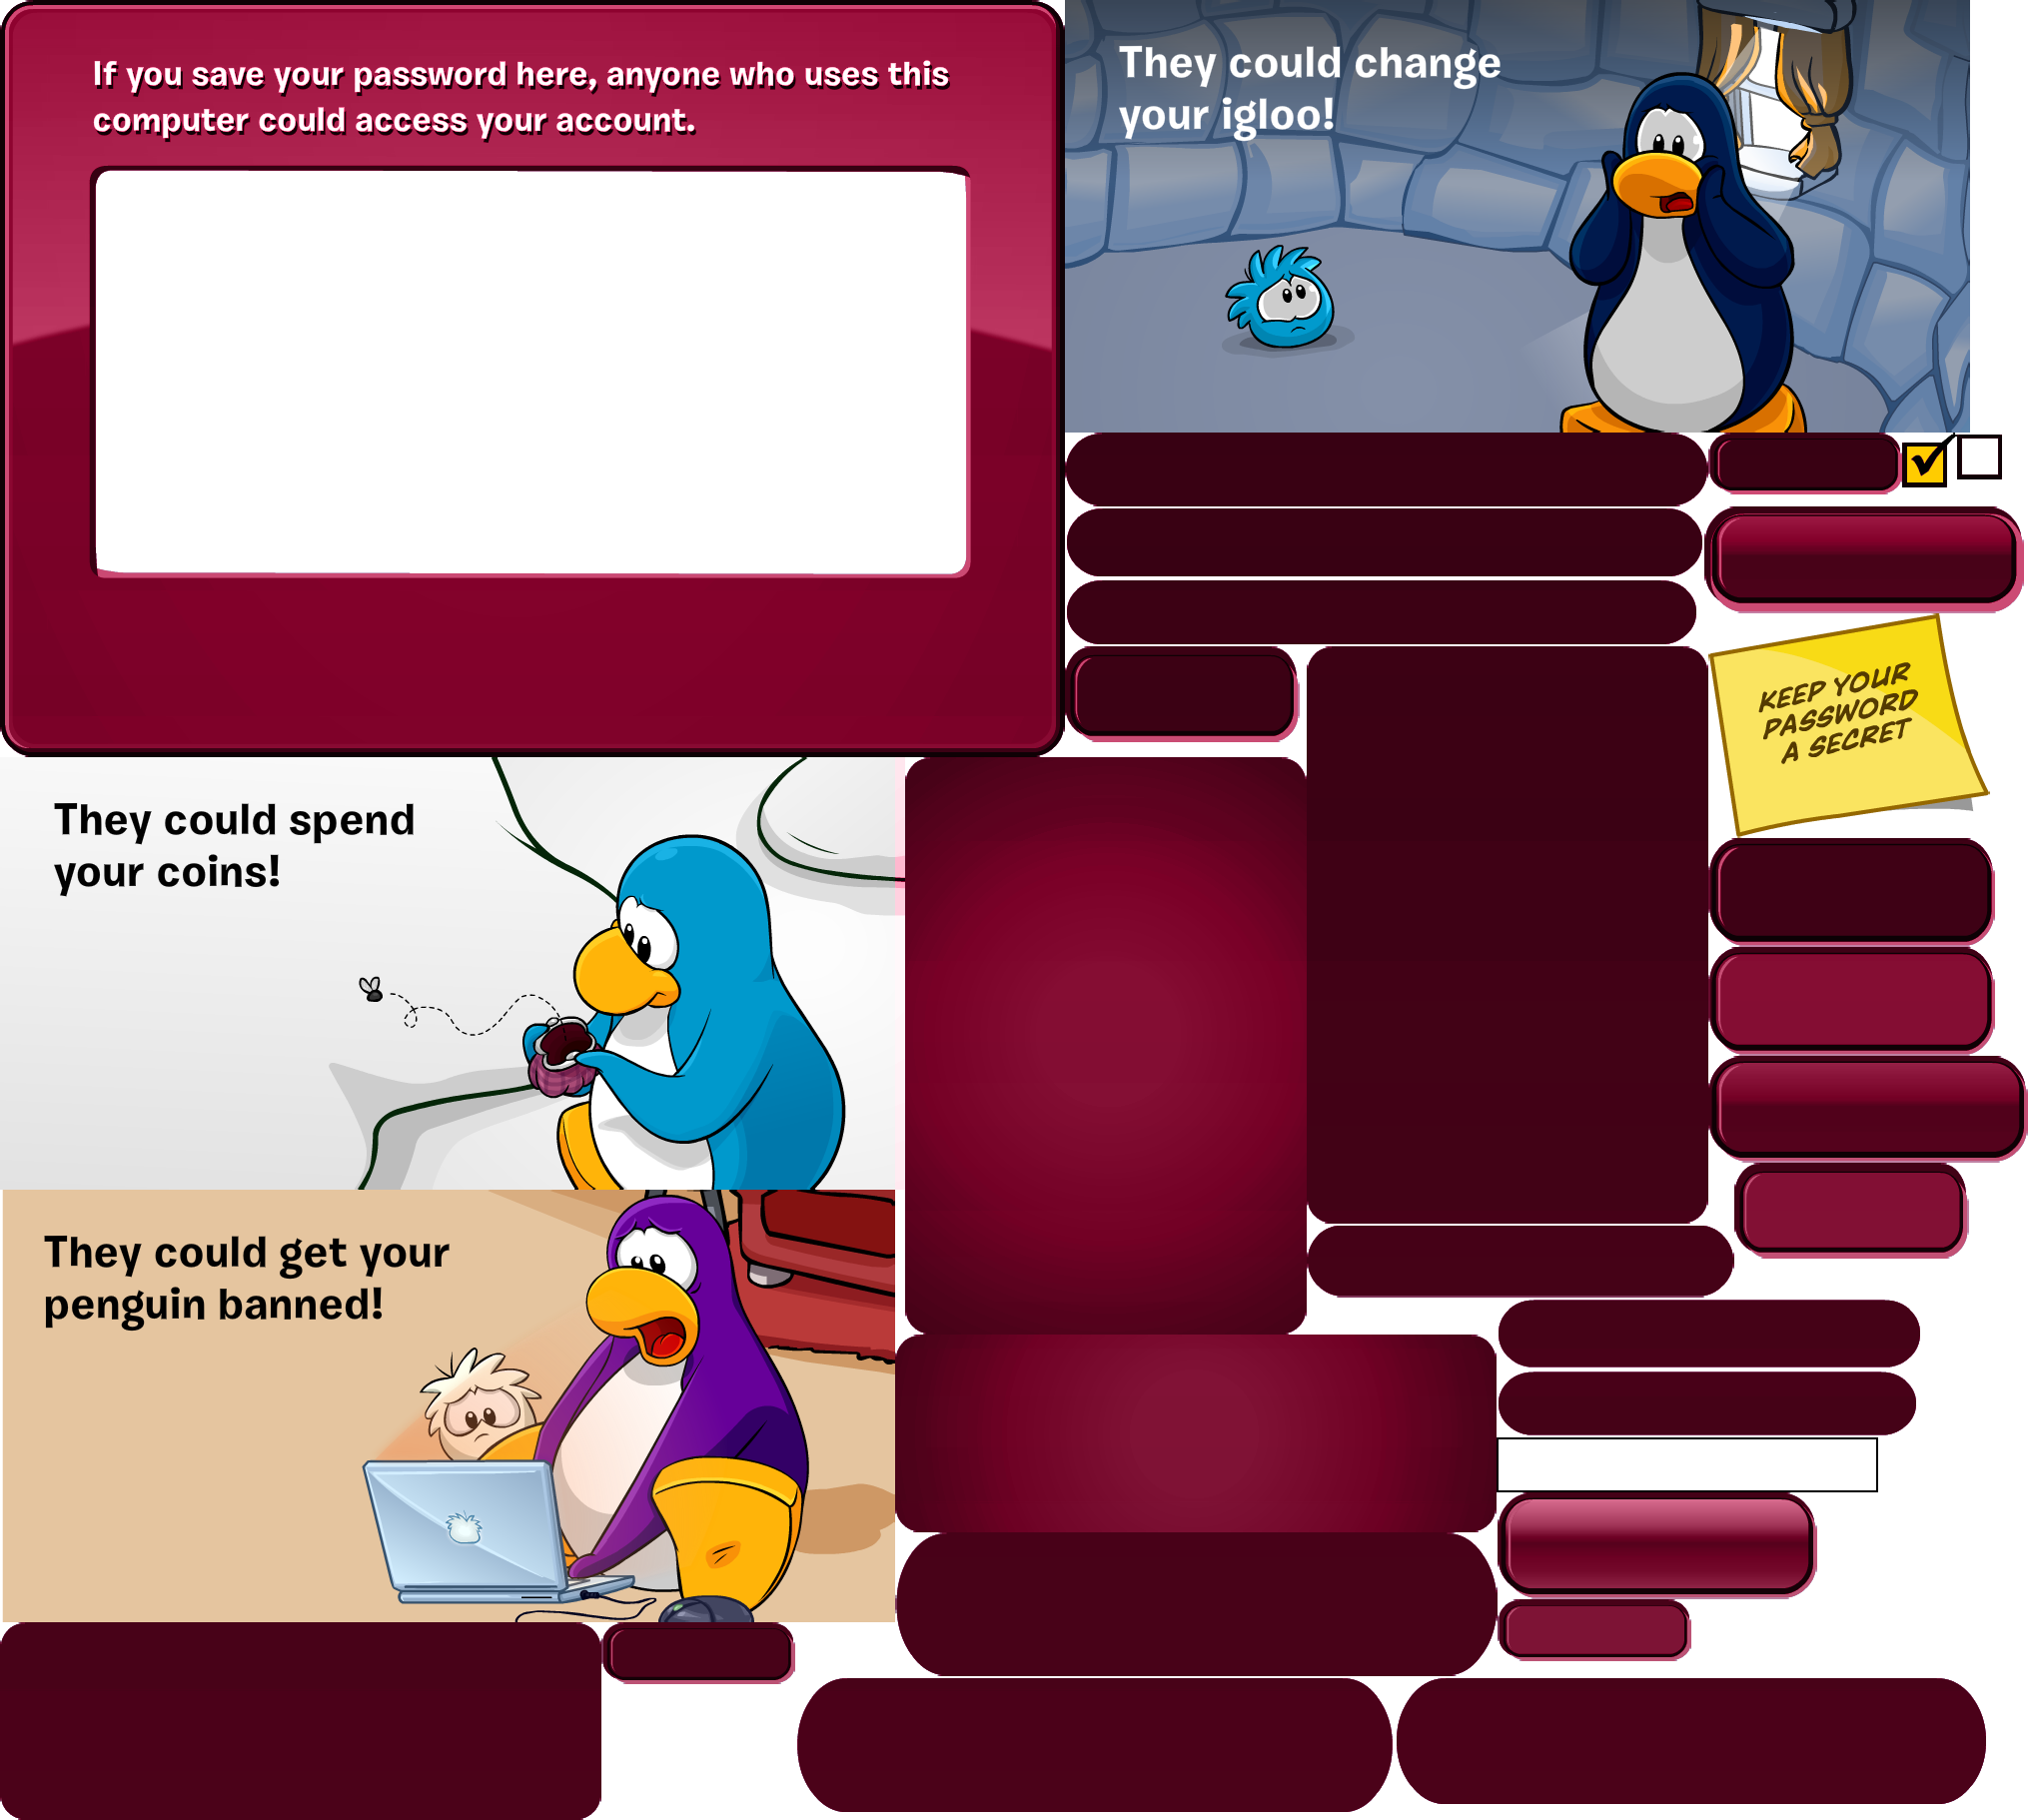 If you save your password here, anyone who uses this
computer could access your account.
They could change
your igloo!
KEEP YOUR
PASSWORD
A SECRET
They could spend
your coins!
They could get your
penguin banned!